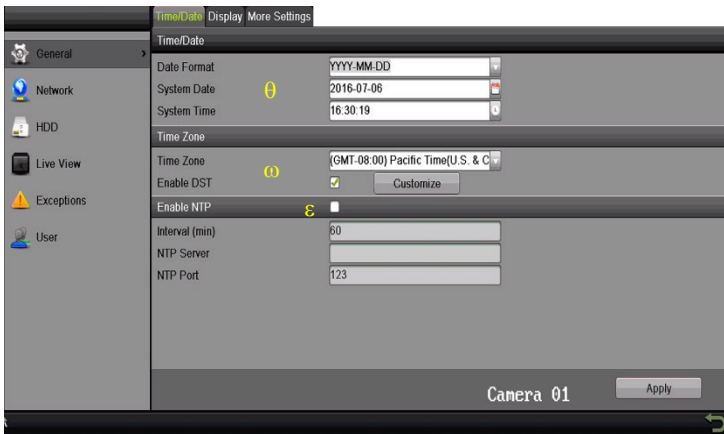 Time/Date Display More Settings
General
Network
HDD
Live View
Exceptions
User
Time/Date
Date Format YYYY-MM-DD
System Date θ 2016-07-06
System Time 16:30:19
Time Zone
Time Zone (GMT-08:00) Pacific Time(U.S. & C
ω
Enable DST Customize
Enable NTP ε
Interval (min) 60
NTP Server
NTP Port 123
Camera 01 Apply